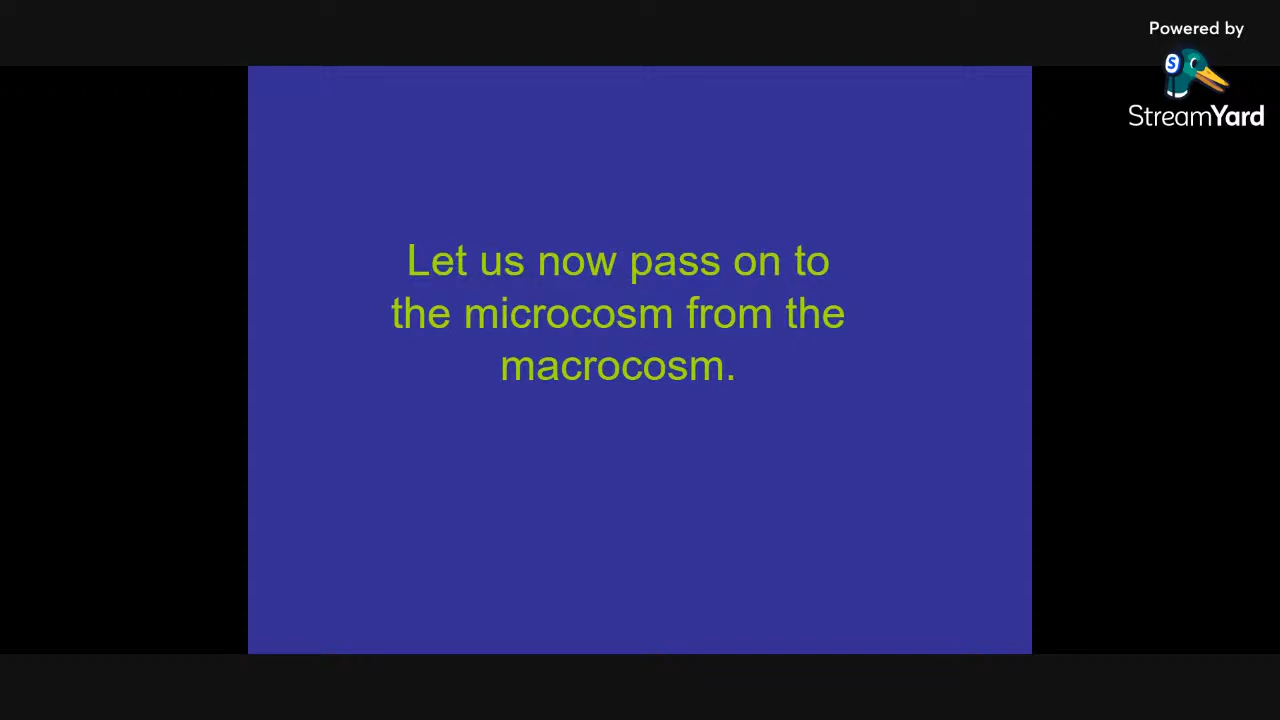 Powered by
S
StreamYard
Let us now pass on to
the microcosm from the
macrocosm.